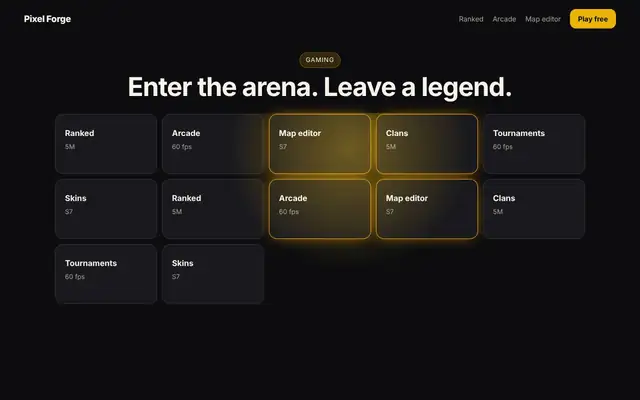 Pixel Forge
Ranked Arcade Map editor Play free
GAMING
Enter the arena. Leave a legend.
Ranked
5M
Arcade
60 fps
Map editor
S7
Clans
5M
Tournaments
60 fps
Skins
S7
Ranked
5M
Arcade
60 fps
Map editor
S7
Clans
5M
Tournaments
60 fps
Skins
S7